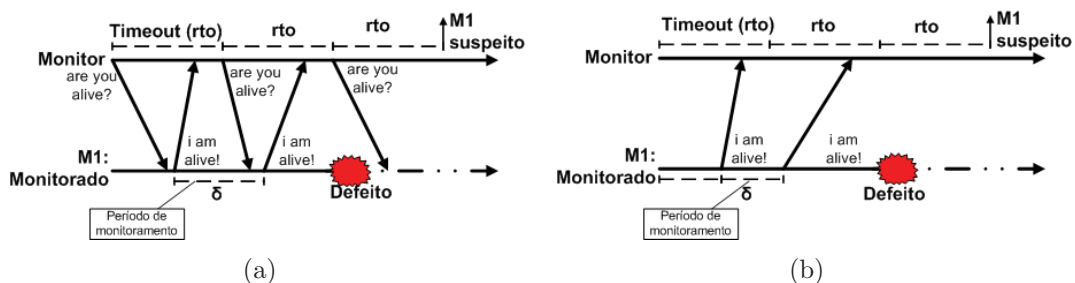 Timeout (rto)
rto
rto
M1
suspeito
Monitor
are you
alive?
are you
alive?
are you
alive?
i am
alive!
i am
alive!
M1:
Monitorado
δ
Defeito
Período de
monitoramento
(a)
Timeout (rto)
rto
rto
M1
suspeito
Monitor
i am
alive!
i am
alive!
M1:
Monitorado
δ
Defeito
Período de
monitoramento
(b)